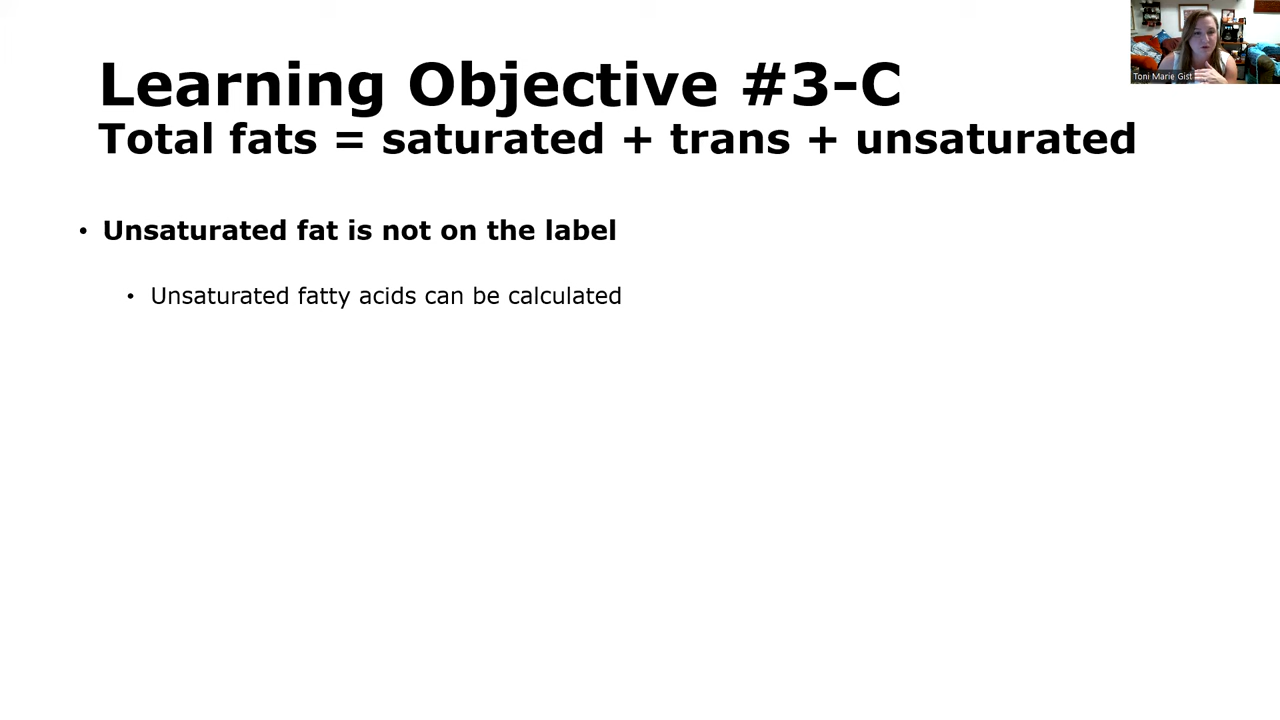 Learning Objective #3-C
Total fats = saturated + trans + unsaturated
• Unsaturated fat is not on the label
• Unsaturated fatty acids can be calculated
Toni Marie Gist